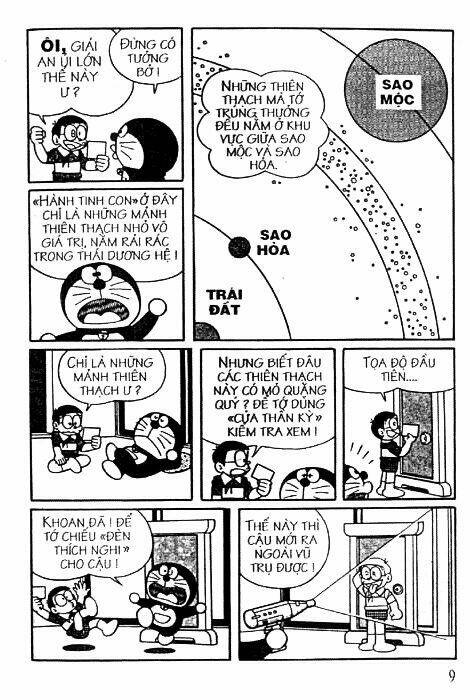 ÔI, GIẢI
AN ỦI LỚN
THẾ NÀY
Ư ?
ĐỪNG CÓ
TƯỞNG
BỞ !
NHỮNG THIÊN
THẠCH MÀ TỚ
TRÚNG THƯỞNG
ĐỀU NẰM Ở KHU
VỰC GIỮA SAO
MỘC VÀ SAO
HỎA.
SAO
MỘC
SAO
HỎA
TRÁI
ĐẤT
«HÀNH TINH CON» Ở ĐÂY
CHỈ LÀ NHỮNG MẢNH
THIÊN THẠCH NHỎ VÔ
GIÁ TRỊ, NẰM RẢI RÁC
TRONG THÁI DƯƠNG HỆ !
CHỈ LÀ NHỮNG
MẢNH THIÊN
THẠCH Ư ?
NHƯNG BIẾT ĐÂU
CÁC THIÊN THẠCH
NÀY CÓ MỎ QUẶNG
QUÝ ? ĐỂ TỚ DÙNG
«CỬA THẦN KỲ»
KIỂM TRA XEM !
TỌA ĐỘ ĐẦU
TIÊN....
KHOAN ĐÃ ! ĐỂ
TỚ CHIẾU «ĐÈN
THÍCH NGHI»
CHO CẬU !
THẾ NÀY THÌ
CẬU MỚI RA
NGOÀI VŨ
TRỤ ĐƯỢC !
9